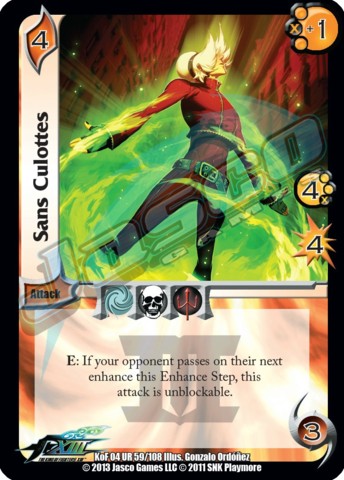 4
+1
Sans Culottes
4
4
Attack
E: If your opponent passes on their next
enhance this Enhance Step, this
attack is unblockable.
XIII
3
KoF.04 UR 59/108 Illus. Gonzalo Ordóñez
© 2013 Jasco Games LLC © 2011 SNK Playmore